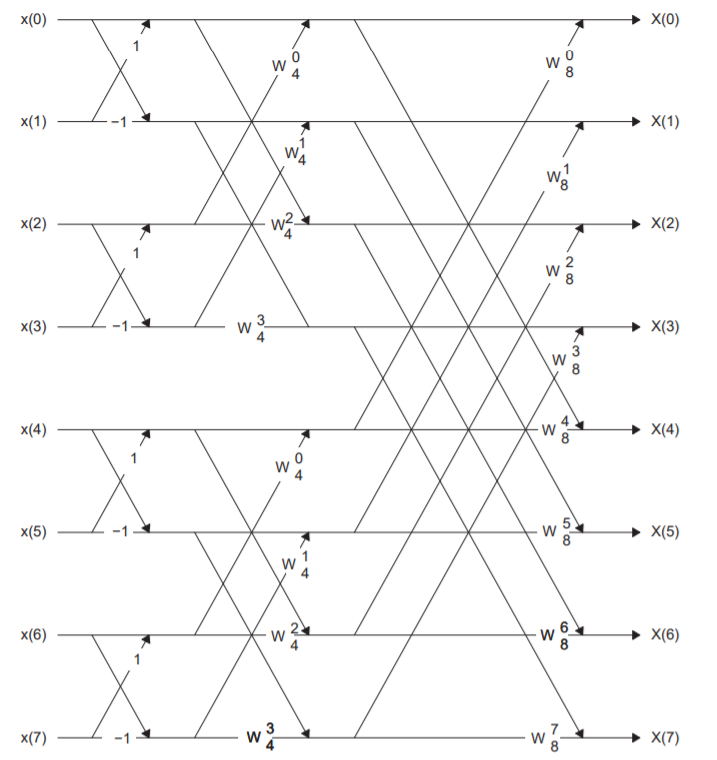 x(0) X(0)
1
W 0 4
W 0 8
x(1) −1 X(1)
W 1 4
W 1 8
x(2) W 2 4 X(2)
1
W 2 8
x(3) −1 W 3 4 X(3)
W 3 8
x(4) W 4 8 X(4)
1
W 0 4
x(5) −1 W 5 8 X(5)
W 1 4
x(6) W 2 4 W 6 8 X(6)
1
x(7) −1 W 3 4 W 7 8 X(7)